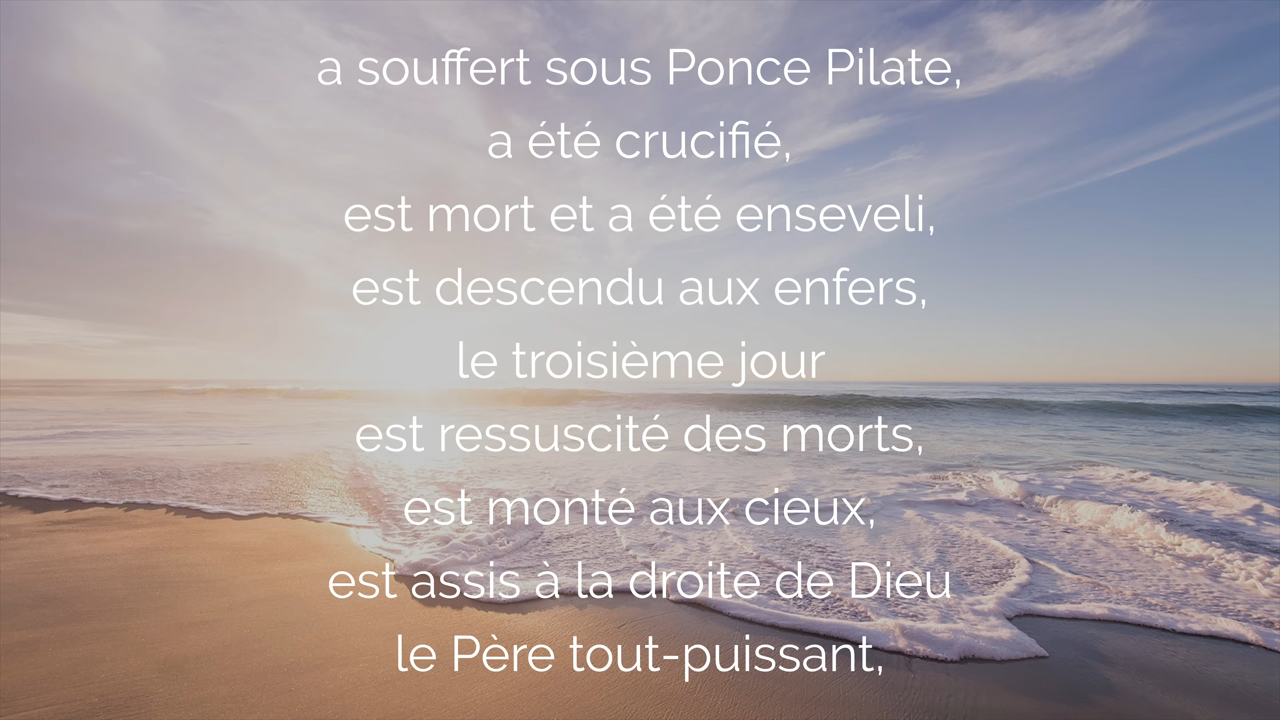 a souffert sous Ponce Pilate,
a été crucifié,
est mort et a été enseveli,
est descendu aux enfers,
le troisième jour
est ressuscité des morts,
est monté aux cieux,
est assis à la droite de Dieu
le Père tout-puissant,